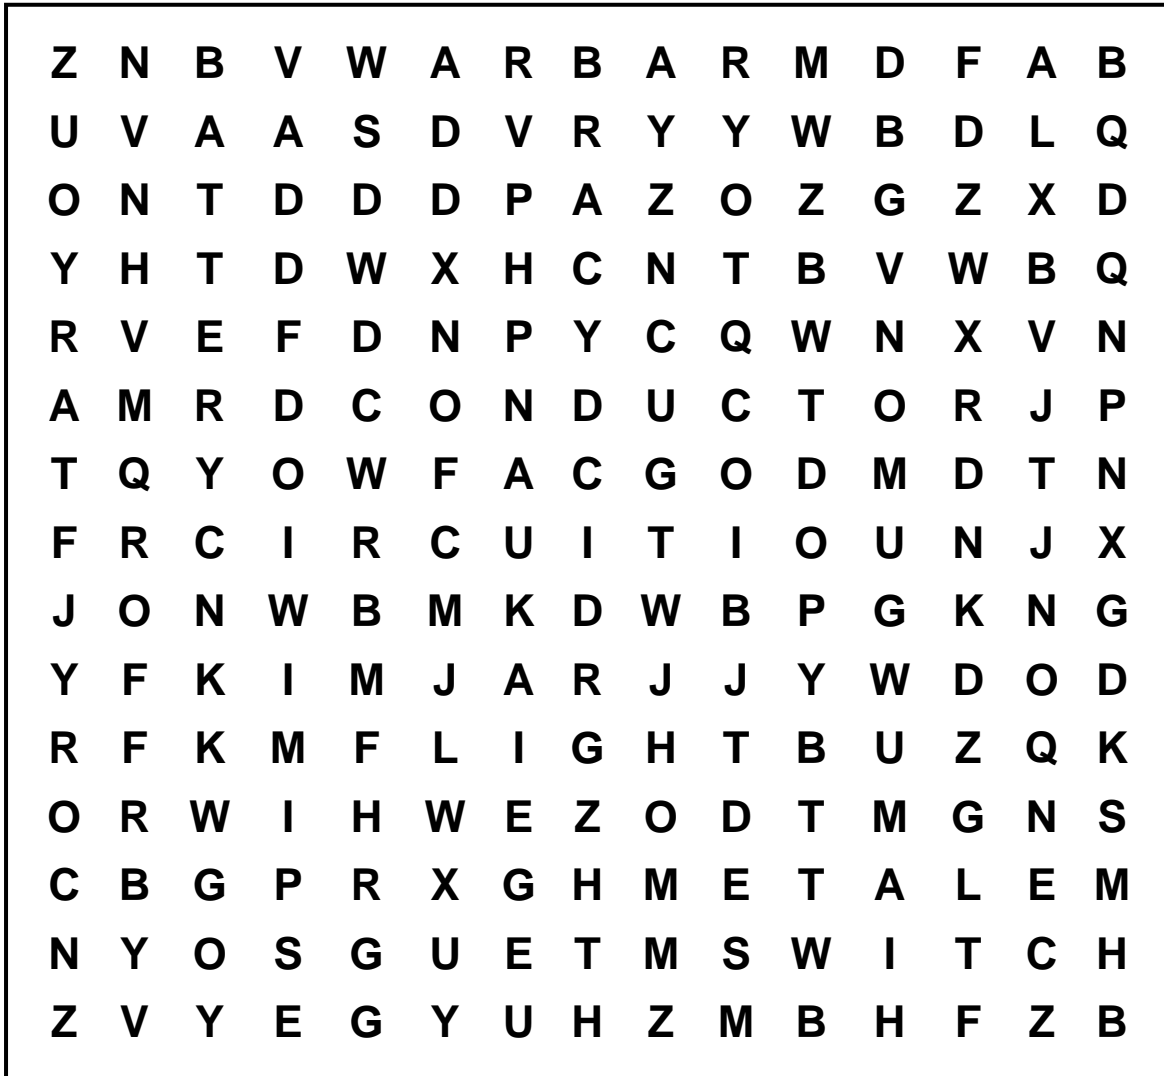 Z N B V W A R B A R M D F A B
U V A A S D V R Y Y W B D L Q
O N T D D D P A Z O Z G Z X D
Y H T D W X H C N T B V W B Q
R V E F D N P Y C Q W N X V N
A M R D C O N D U C T O R J P
T Q Y O W F A C G O D M D T N
F R C I R C U I T I O U N J X
J O N W B M K D W B P G K N G
Y F K I M J A R J J Y W D O D
R F K M F L I G H T B U Z Q K
O R W I H W E Z O D T M G N S
C B G P R X G H M E T A L E M
N Y O S G U E T M S W I T C H
Z V Y E G Y U H Z M B H F Z B